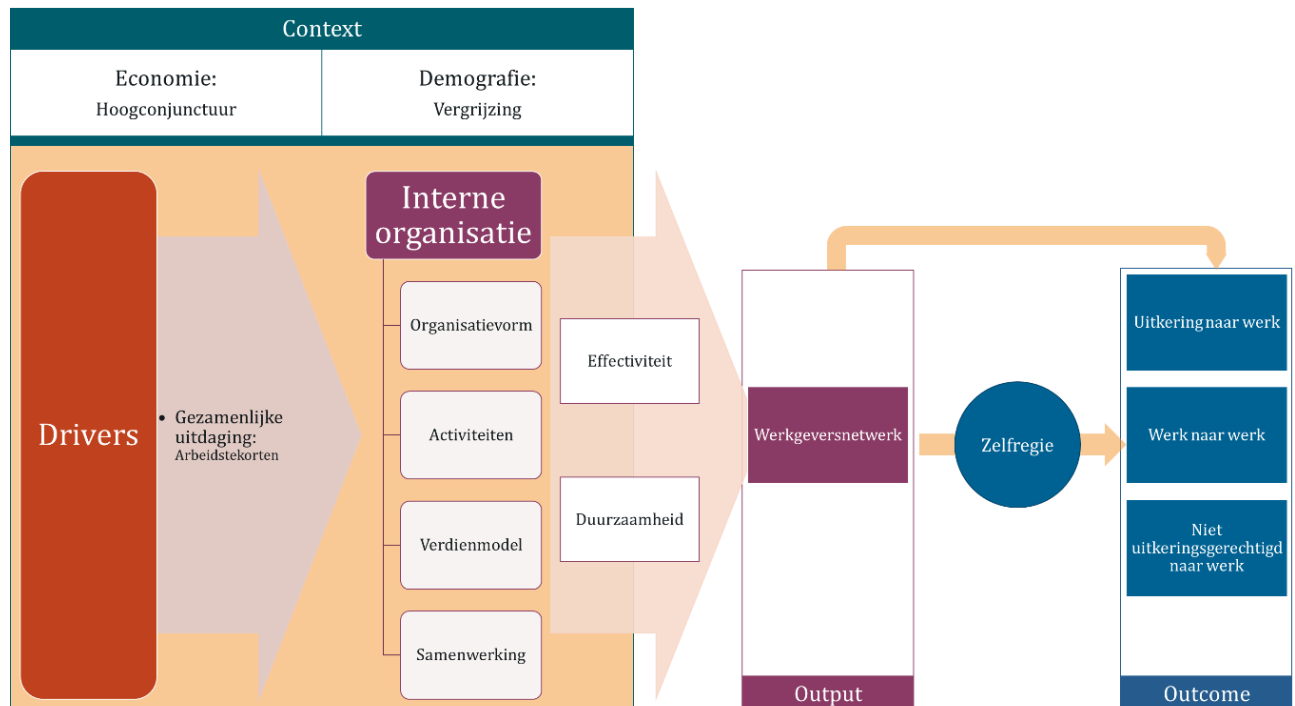 Context
Economie:
Hoogconjunctuur
Demografie:
Vergrijzing
Drivers
• Gezamenlijke
uitdaging:
Arbeidstekorten
Interne
organisatie
Organisatievorm
Activiteiten
Verdienmodel
Samenwerking
Effectiviteit
Duurzaamheid
Werkgeversnetwerk
Output
Zelfregie
Uitkering naar werk
Werk naar werk
Niet
uitkeringsgerechtigd
naar werk
Outcome